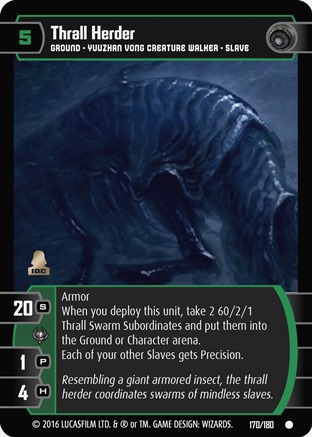 5
Thrall Herder
GROUND - YUUZHAN VONG CREATURE WALKER - SLAVE
IDC
20 S
1 P
4 H
Armor
When you deploy this unit, take 2 60/2/1
Thrall Swarm Subordinates and put them into
the Ground or Character arena.
Each of your other Slaves gets Precision.
Resembling a giant armored insect, the thrall
herder coordinates swarms of mindless slaves.
© 2016 LUCASFILM LTD. & ® or TM. GAME DESIGN: WIZARDS.
170/180